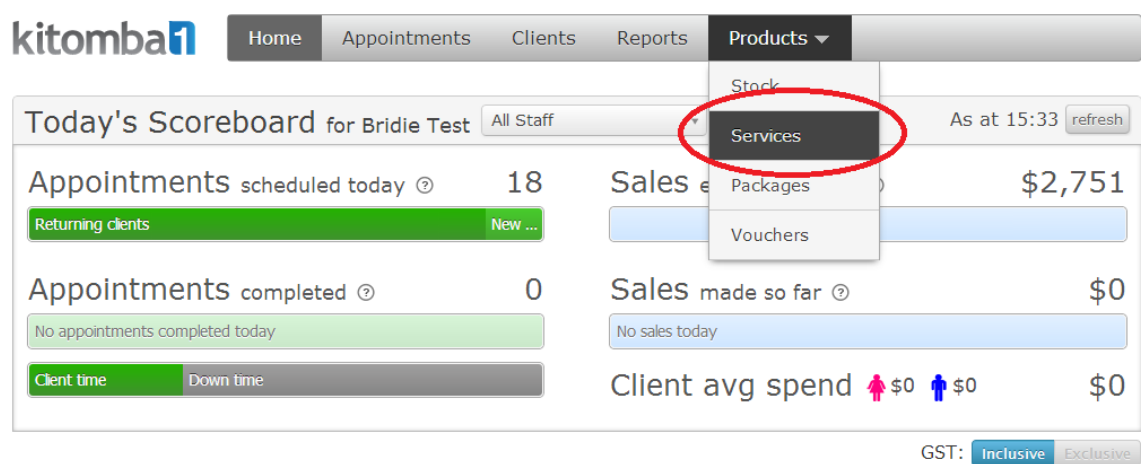 kitomba1 Home Appointments Clients Reports Products
Stock
Services
Packages
Vouchers
Today's Scoreboard for Bridie Test All Staff As at 15:33 refresh
Appointments scheduled today ? 18
Returning clients New ...
Sales $2,751
Appointments completed ? 0
No appointments completed today
Client time Down time
Sales made so far ? $0
No sales today
Client avg spend $0 $0 $0
GST: Inclusive Exclusive